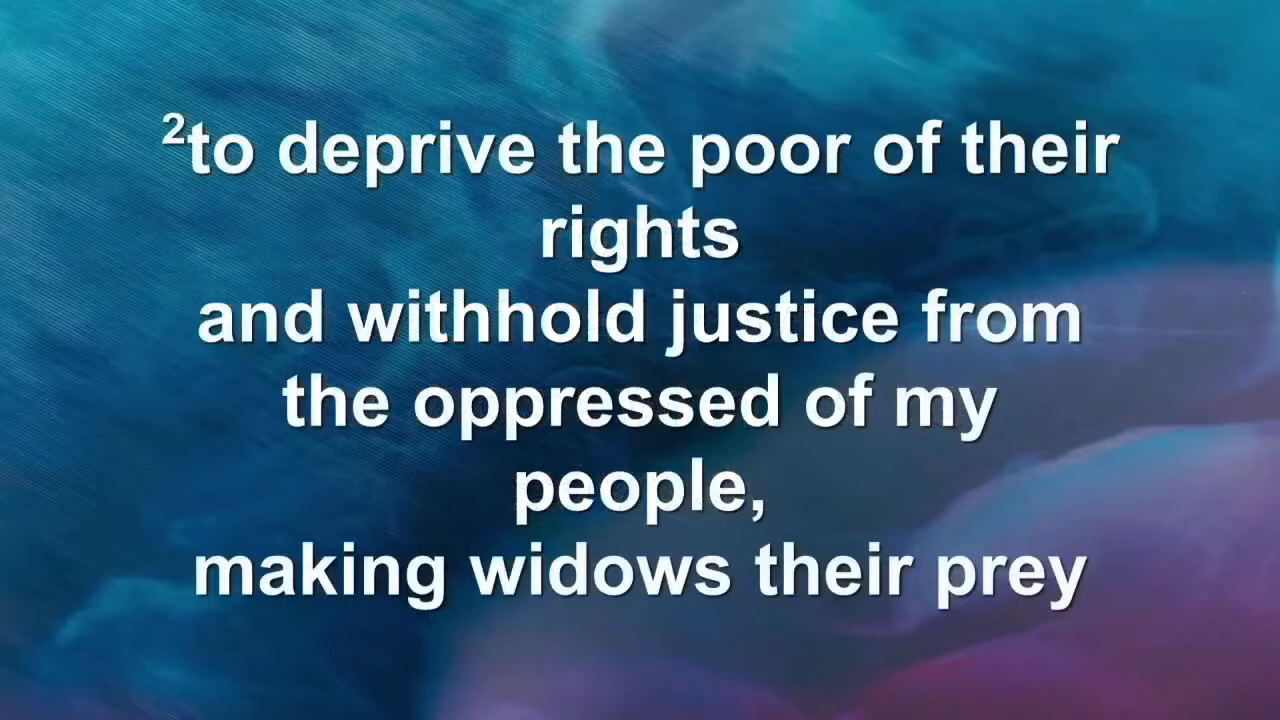 ²to deprive the poor of their
rights
and withhold justice from
the oppressed of my
people,
making widows their prey